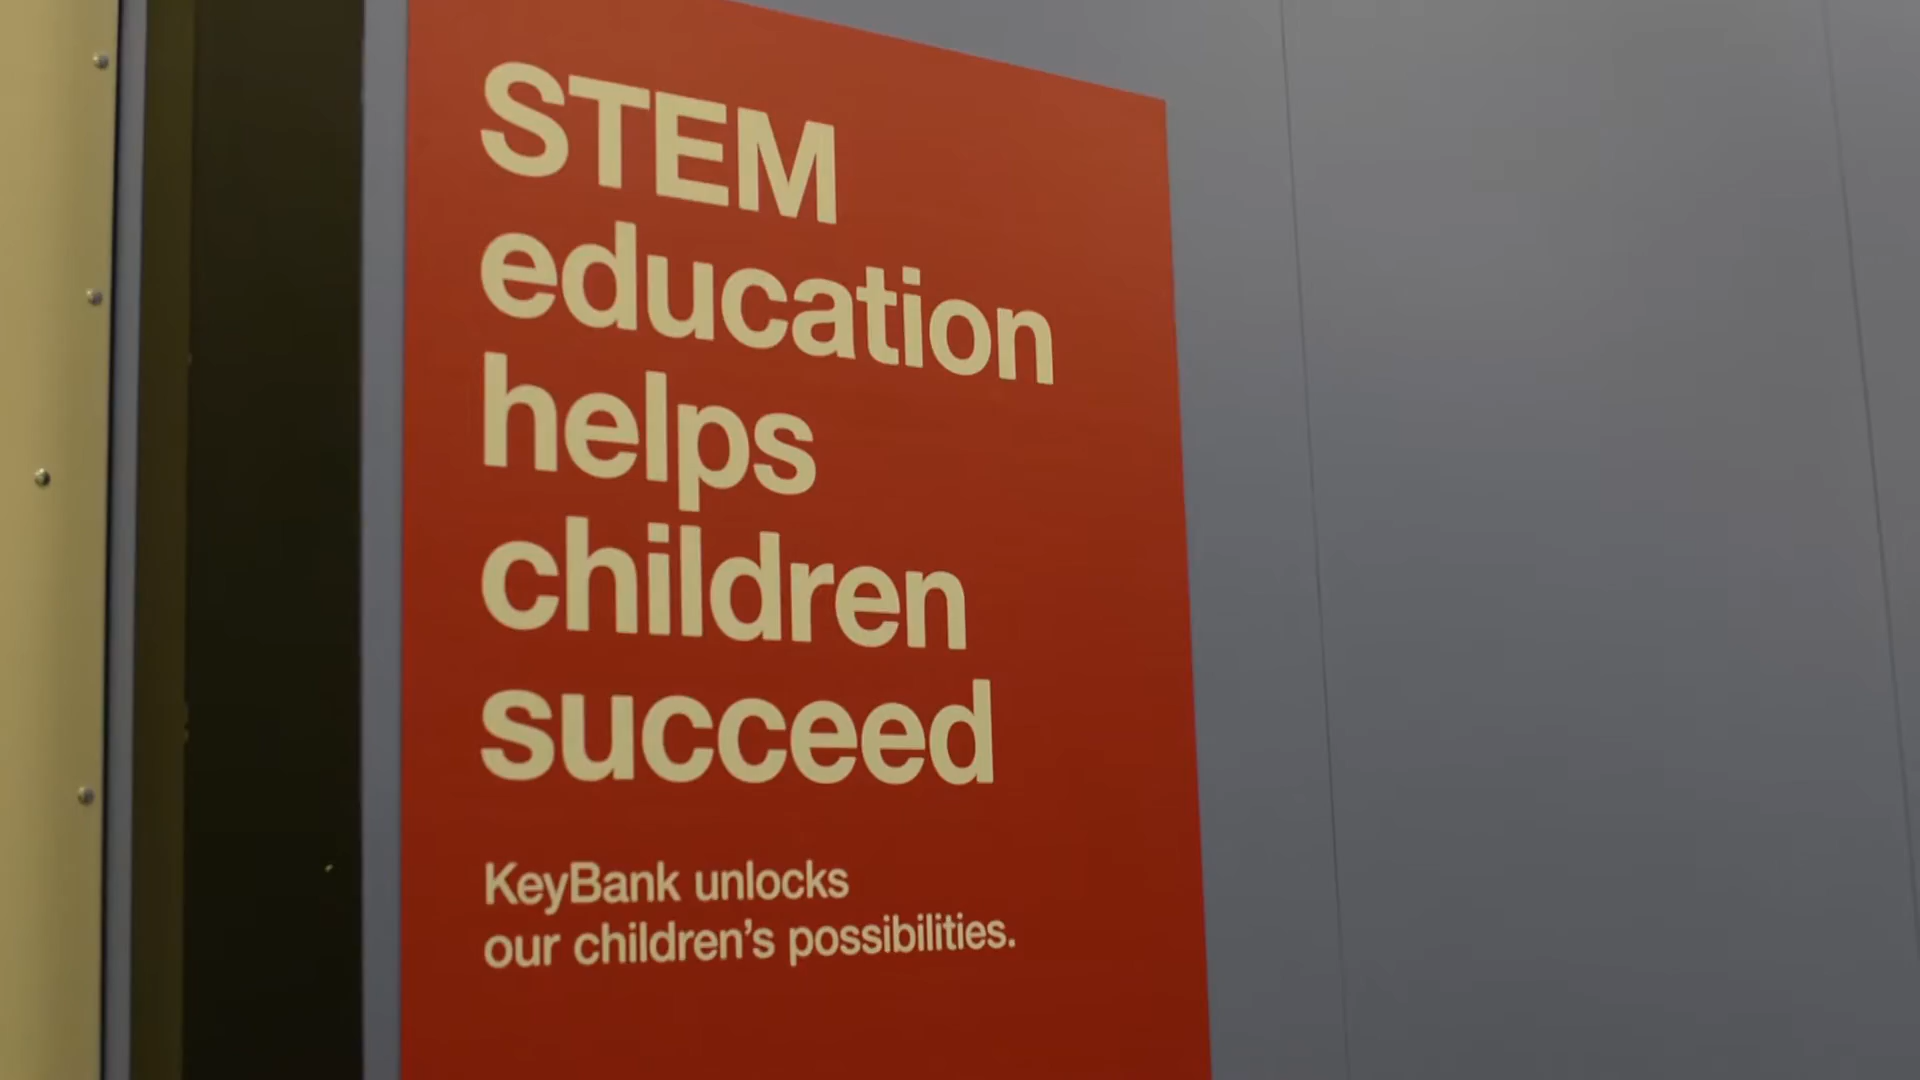 STEM
education
helps
children
succeed
KeyBank unlocks
our children’s possibilities.